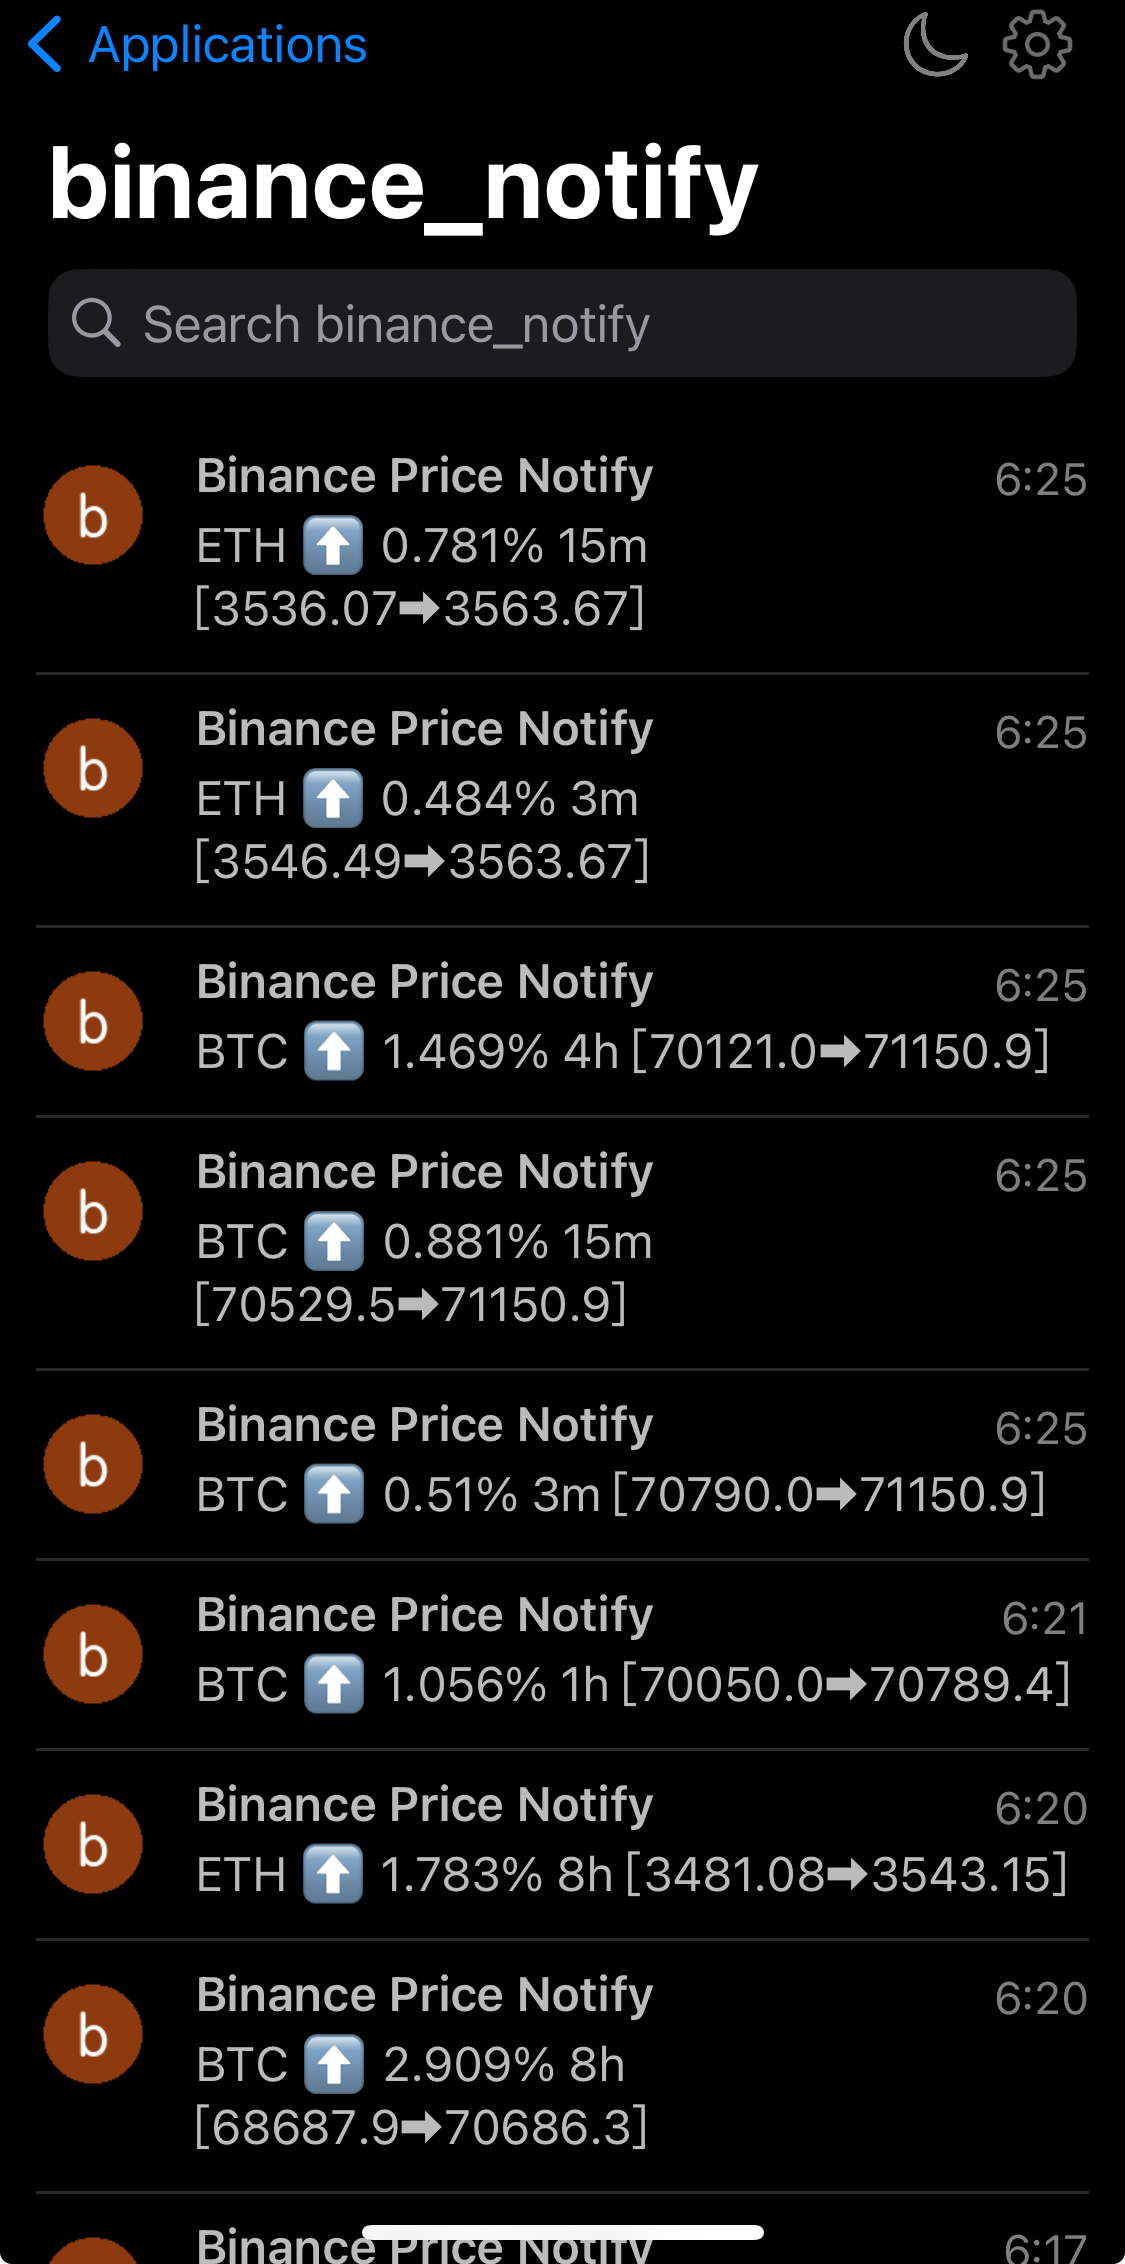 Applications
binance_notify
Search binance_notify
b
Binance Price Notify
6:25
ETH ⬆️ 0.781% 15m
[3536.07➡3563.67]
b
Binance Price Notify
6:25
ETH ⬆️ 0.484% 3m
[3546.49➡3563.67]
b
Binance Price Notify
6:25
BTC ⬆️ 1.469% 4h [70121.0➡71150.9]
b
Binance Price Notify
6:25
BTC ⬆️ 0.881% 15m
[70529.5➡71150.9]
b
Binance Price Notify
6:25
BTC ⬆️ 0.51% 3m [70790.0➡71150.9]
b
Binance Price Notify
6:21
BTC ⬆️ 1.056% 1h [70050.0➡70789.4]
b
Binance Price Notify
6:20
ETH ⬆️ 1.783% 8h [3481.08➡3543.15]
b
Binance Price Notify
6:20
BTC ⬆️ 2.909% 8h
[68687.9➡70686.3]
Binance Price Notify
6:17